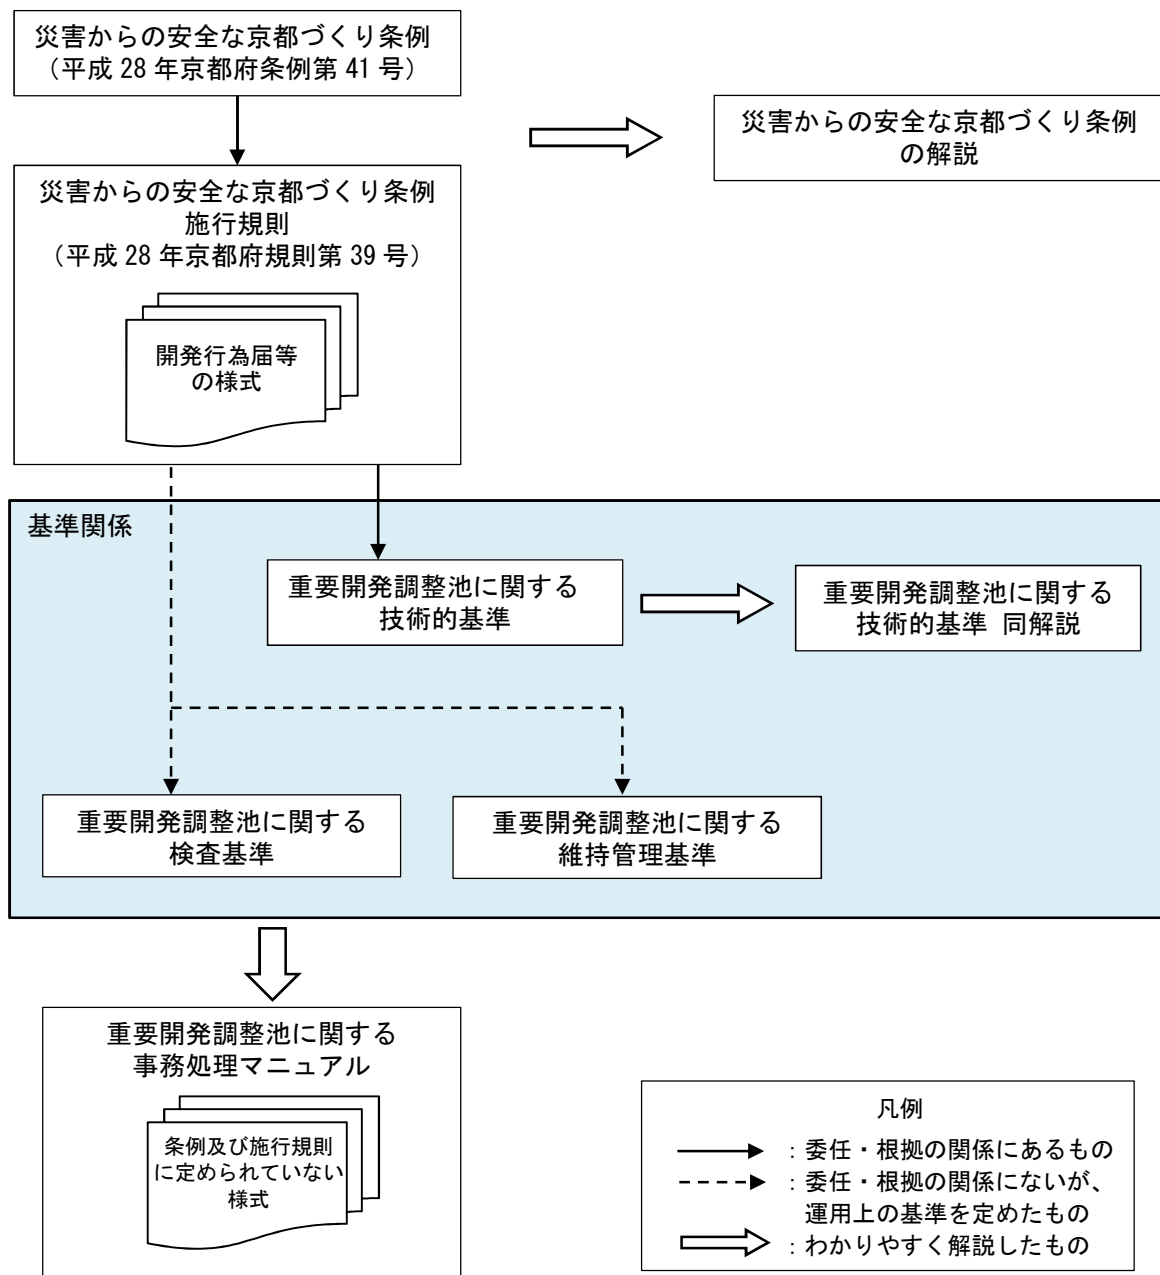 災害からの安全な京都づくり条例
（平成 28 年京都府条例第 41 号）
災害からの安全な京都づくり条例
の解説
災害からの安全な京都づくり条例
施行規則
（平成 28 年京都府規則第 39 号）
開発行為届等
の様式
基準関係
重要開発調整池に関する
技術的基準
重要開発調整池に関する
技術的基準 同解説
重要開発調整池に関する
検査基準
重要開発調整池に関する
維持管理基準
重要開発調整池に関する
事務処理マニュアル
条例及び施行規則
に定められていない
様式
凡例
：委任・根拠の関係にあるもの
：委任・根拠の関係にないが、
運用上の基準を定めたもの
：わかりやすく解説したもの